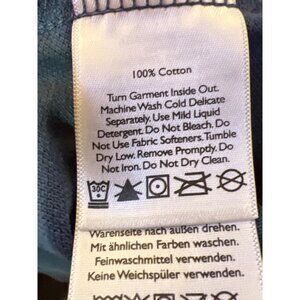 100% Cotton
Turn Garment Inside Out.
Machine Wash Cold Delicate
Separately. Use Mild Liquid
Detergent. Do Not Bleach. Do
Not Use Fabric Softeners. Tumble
Dry Low. Remove Promptly. Do
Not Iron. Do Not Dry Clean.
30C
Warenseite nach außen drehen.
Mit ähnlichen Farben waschen.
Feinwaschmittel verwenden.
Keine Weichspüler verwenden.